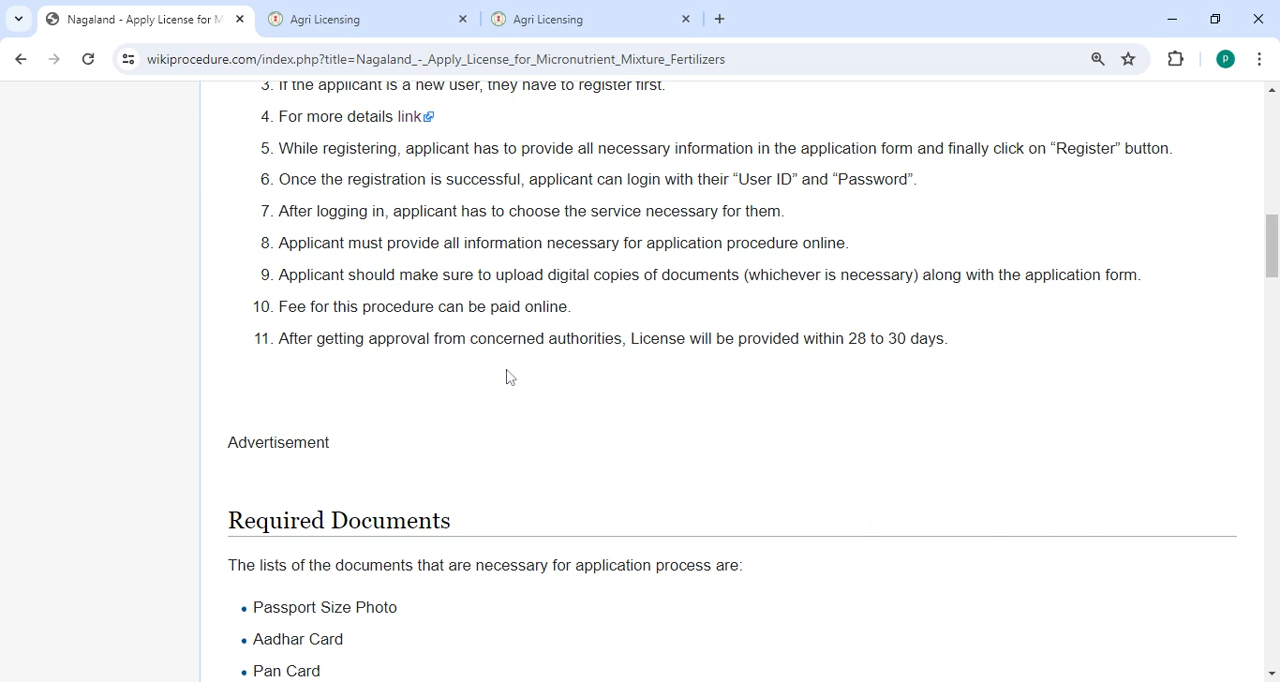 Nagaland - Apply License for M
Agri Licensing
Agri Licensing
wikiprocedure.com/index.php?title=Nagaland_-_Apply_License_for_Micronutrient_Mixture_Fertilizers
P
3. If the applicant is a new user, they have to register first.
4. For more details link
5. While registering, applicant has to provide all necessary information in the application form and finally click on “Register” button.
6. Once the registration is successful, applicant can login with their “User ID” and “Password”.
7. After logging in, applicant has to choose the service necessary for them.
8. Applicant must provide all information necessary for application procedure online.
9. Applicant should make sure to upload digital copies of documents (whichever is necessary) along with the application form.
10. Fee for this procedure can be paid online.
11. After getting approval from concerned authorities, License will be provided within 28 to 30 days.
Advertisement
Required Documents
The lists of the documents that are necessary for application process are:
• Passport Size Photo
• Aadhar Card
• Pan Card